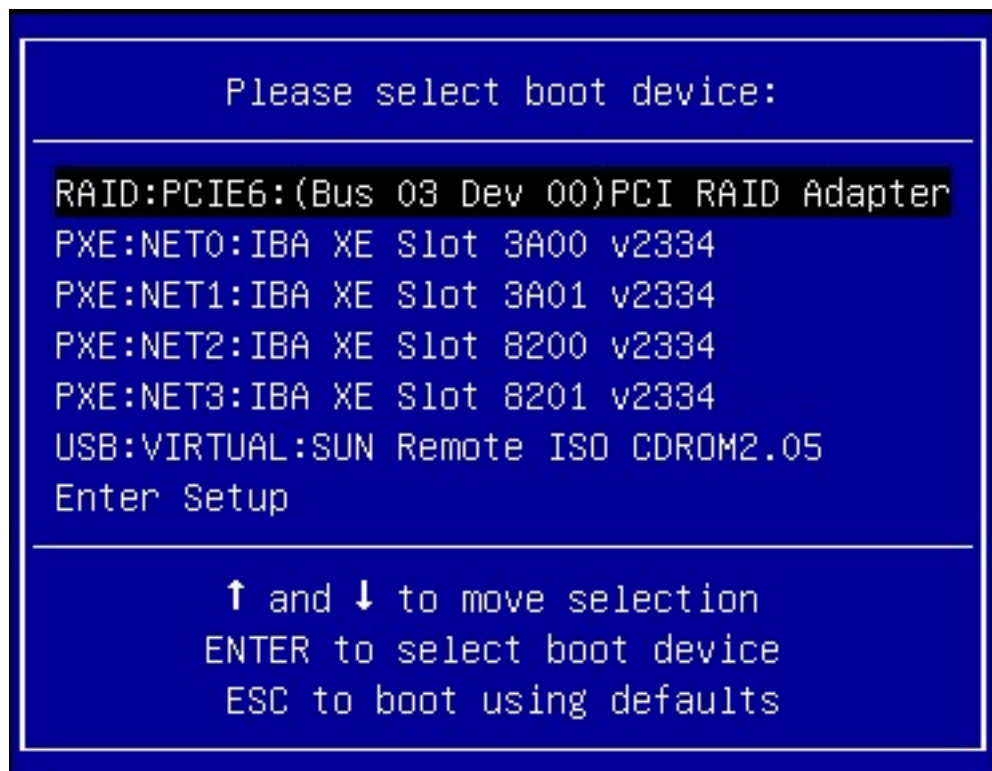 Please select boot device:
RAID:PCIE6:(Bus 03 Dev 00)PCI RAID Adapter
PXE:NET0:IBA XE Slot 3A00 v2334
PXE:NET1:IBA XE Slot 3A01 v2334
PXE:NET2:IBA XE Slot 8200 v2334
PXE:NET3:IBA XE Slot 8201 v2334
USB:VIRTUAL:SUN Remote ISO CDROM2.05
Enter Setup
↑ and ↓ to move selection
ENTER to select boot device
ESC to boot using defaults